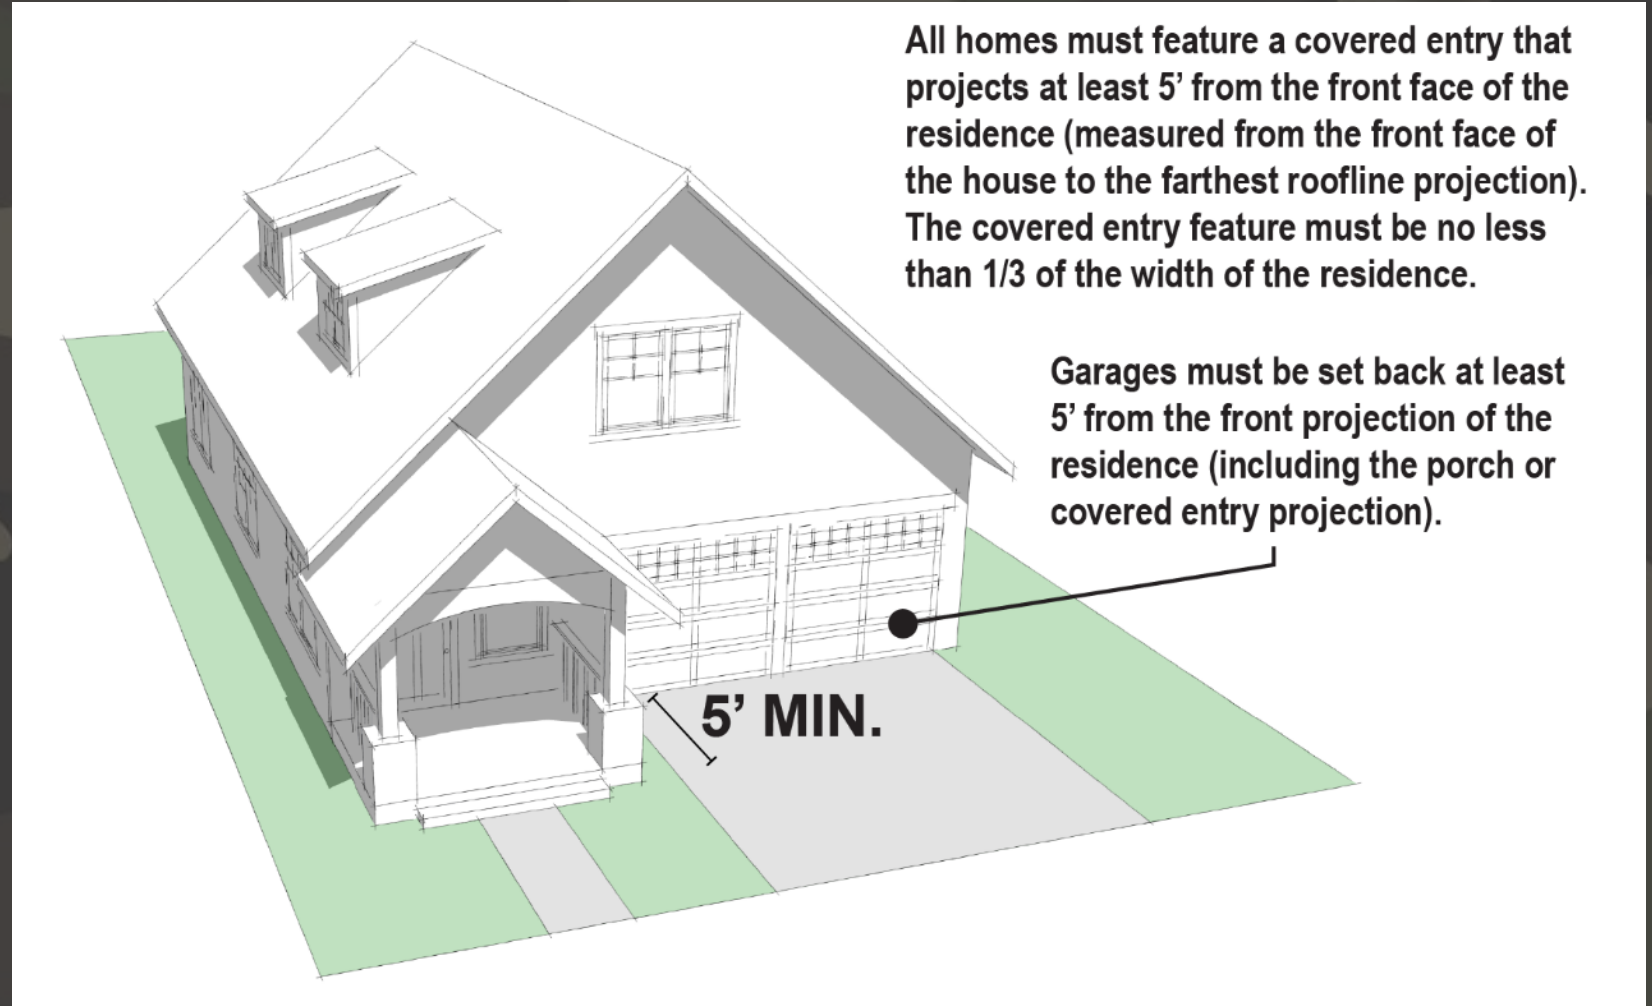 All homes must feature a covered entry that
projects at least 5’ from the front face of the
residence (measured from the front face of
the house to the farthest roofline projection).
The covered entry feature must be no less
than 1/3 of the width of the residence.
Garages must be set back at least
5’ from the front projection of the
residence (including the porch or
covered entry projection).
5’ MIN.